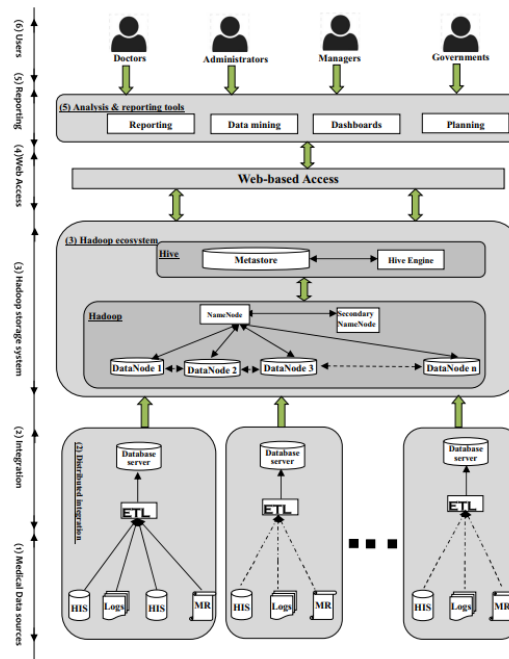 (6) Users
Doctors
Administrators
Managers
Governments
(5) Reporting
(5) Analysis & reporting tools
Reporting
Data mining
Dashboards
Planning
(4)Web Access
Web-based Access
(3) Hadoop storage system
(3) Hadoop ecosystem
Hive
Metastore
Hive Engine
Hadoop
NameNode
Secondary
NameNode
DataNode 1
DataNode 2
DataNode 3
DataNode n
(2) Integration
(2) Distributed integration
Database
server
ETL
Database
server
ETL
Database
server
ETL
(1) Medical Data sources
HIS
Logs
HIS
MR
HIS
Logs
MR
HIS
Logs
MR